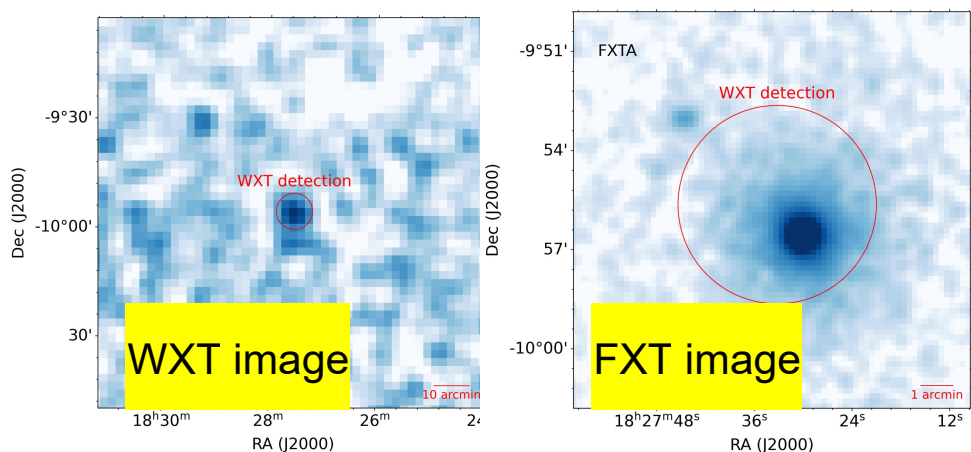 WXT detection
-9°30'
-10°00'
30'
Dec (J2000)
WXT image
10 arcmin
18ʰ30ᵐ
28ᵐ
26ᵐ
24
RA (J2000)
FXTA
WXT detection
-9°51'
54'
57'
-10°00'
Dec (J2000)
FXT image
1 arcmin
18ʰ27ᵐ48ˢ
36ˢ
24ˢ
12ˢ
RA (J2000)